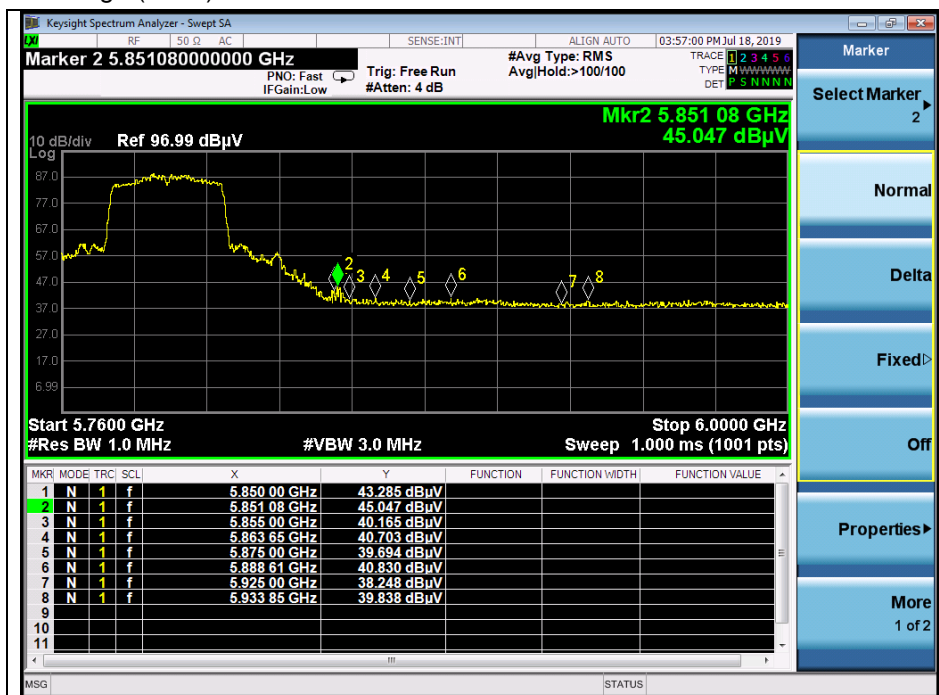 Keysight Spectrum Analyzer - Swept SA
LXI RF 50 Ω AC SENSE:INT ALIGN AUTO 03:57:00 PM Jul 18, 2019
Marker 2 5.851080000000 GHz
PNO: Fast
IFGain:Low
Trig: Free Run
#Atten: 4 dB
#Avg Type: RMS
Avg|Hold:>100/100
TRACE 1 2 3 4 5 6
TYPE M WWWWW
DET P S N N N N
Mkr2 5.851 08 GHz
45.047 dBµV
10 dB/div Ref 96.99 dBµV
Log
87.0
77.0
67.0
57.0
47.0
37.0
27.0
17.0
6.99
2
3
4
5
6
7
8
Start 5.7600 GHz Stop 6.0000 GHz
#Res BW 1.0 MHz #VBW 3.0 MHz Sweep 1.000 ms (1001 pts)
MKR MODE TRC SCL X Y FUNCTION FUNCTION WIDTH FUNCTION VALUE
1 N 1 f 5.850 00 GHz 43.285 dBµV
2 N 1 f 5.851 08 GHz 45.047 dBµV
3 N 1 f 5.855 00 GHz 40.165 dBµV
4 N 1 f 5.863 65 GHz 40.703 dBµV
5 N 1 f 5.875 00 GHz 39.694 dBµV
6 N 1 f 5.888 61 GHz 40.830 dBµV
7 N 1 f 5.925 00 GHz 38.248 dBµV
8 N 1 f 5.933 85 GHz 39.838 dBµV
9
10
11
MSG STATUS
Marker
Select Marker
2
Normal
Delta
Fixed
Off
Properties
More
1 of 2